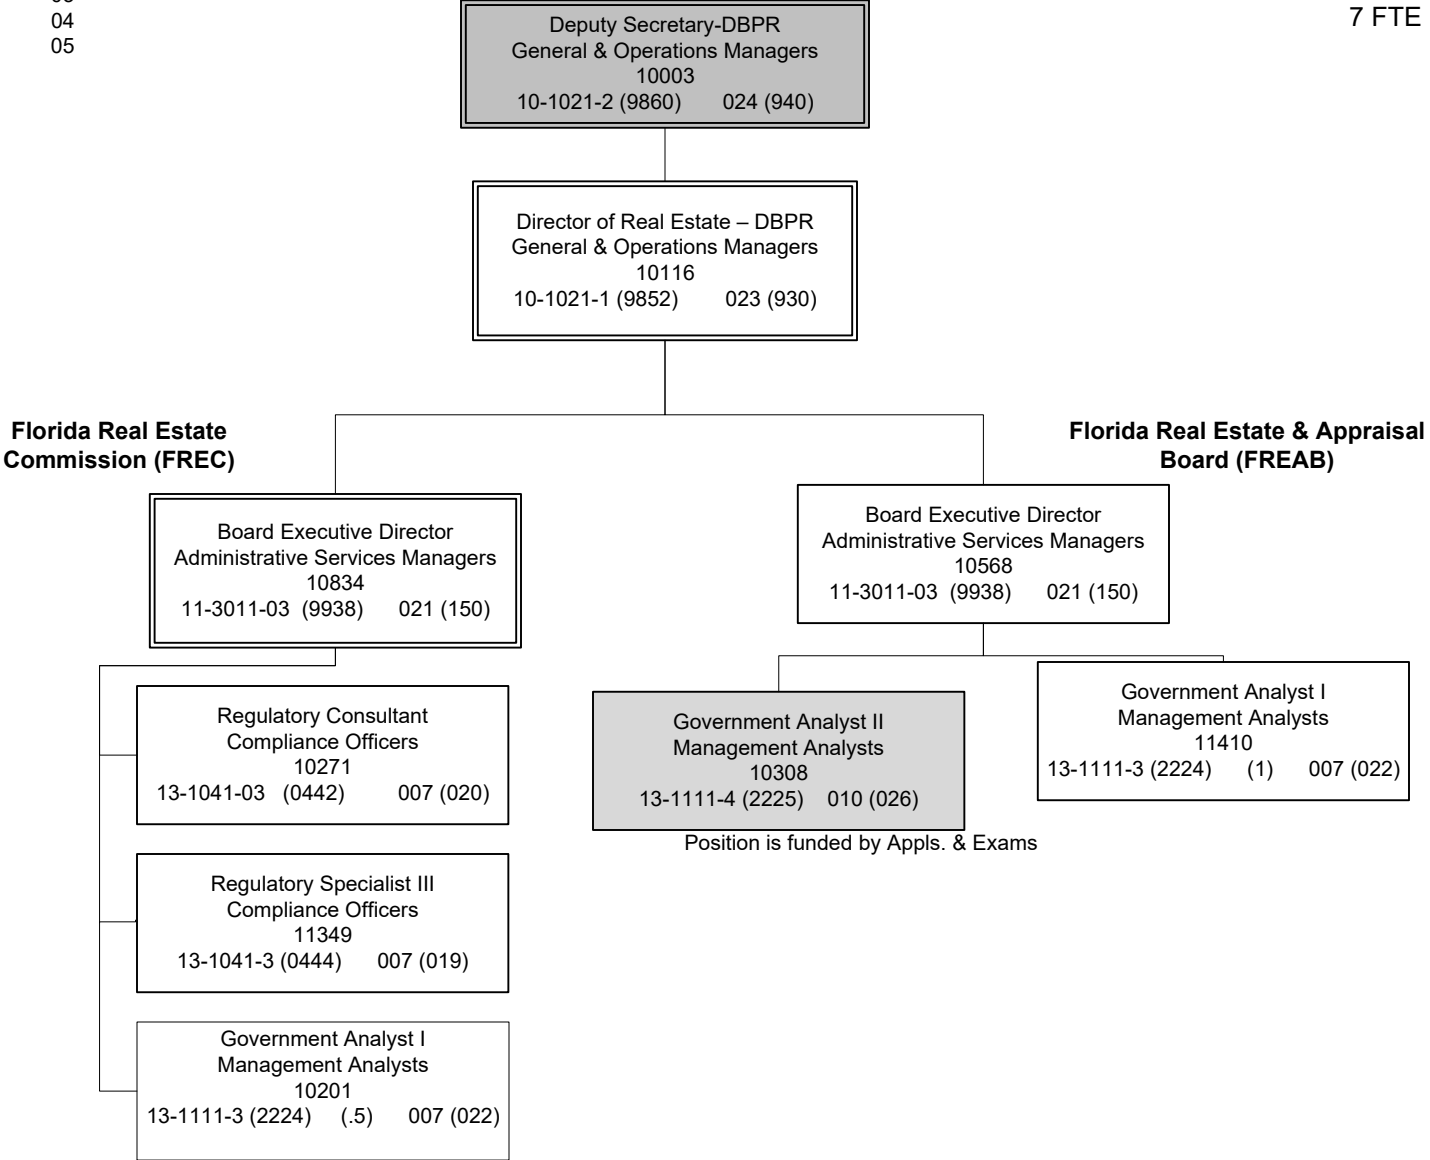 04
05
7 FTE
Deputy Secretary-DBPR
General & Operations Managers
10003
10-1021-2 (9860) 024 (940)
Director of Real Estate – DBPR
General & Operations Managers
10116
10-1021-1 (9852) 023 (930)
Florida Real Estate
Commission (FREC)
Florida Real Estate & Appraisal
Board (FREAB)
Board Executive Director
Administrative Services Managers
10834
11-3011-03 (9938) 021 (150)
Board Executive Director
Administrative Services Managers
10568
11-3011-03 (9938) 021 (150)
Regulatory Consultant
Compliance Officers
10271
13-1041-03 (0442) 007 (020)
Regulatory Specialist III
Compliance Officers
11349
13-1041-3 (0444) 007 (019)
Government Analyst I
Management Analysts
10201
13-1111-3 (2224) (.5) 007 (022)
Government Analyst II
Management Analysts
10308
13-1111-4 (2225) 010 (026)
Position is funded by Appls. & Exams
Government Analyst I
Management Analysts
11410
13-1111-3 (2224) (1) 007 (022)